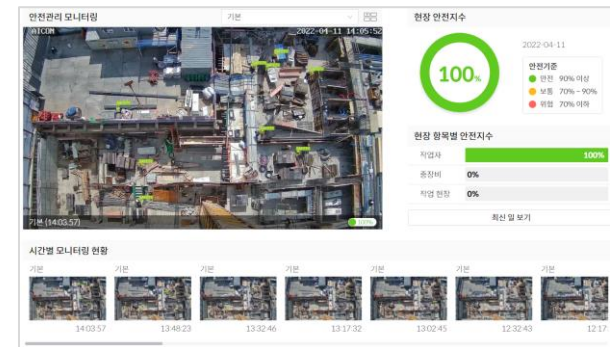 안전관리 모니터링
기본
AICON
2022-04-11 14:05:52
기본 (14:03:57)
100%
현장 안전지수
100%
2022-04-11
안전기준
안전 90% 이상
보통 70% ~ 90%
위험 70% 이하
현장 항목별 안전지수
작업자 100%
중장비 0%
작업 현장 0%
최신 일 보기
시간별 모니터링 현황
기본 기본 기본 기본 기본 기본 기본
14:03:57 13:48:23 13:32:46 13:17:32 13:02:45 12:32:43 12:17